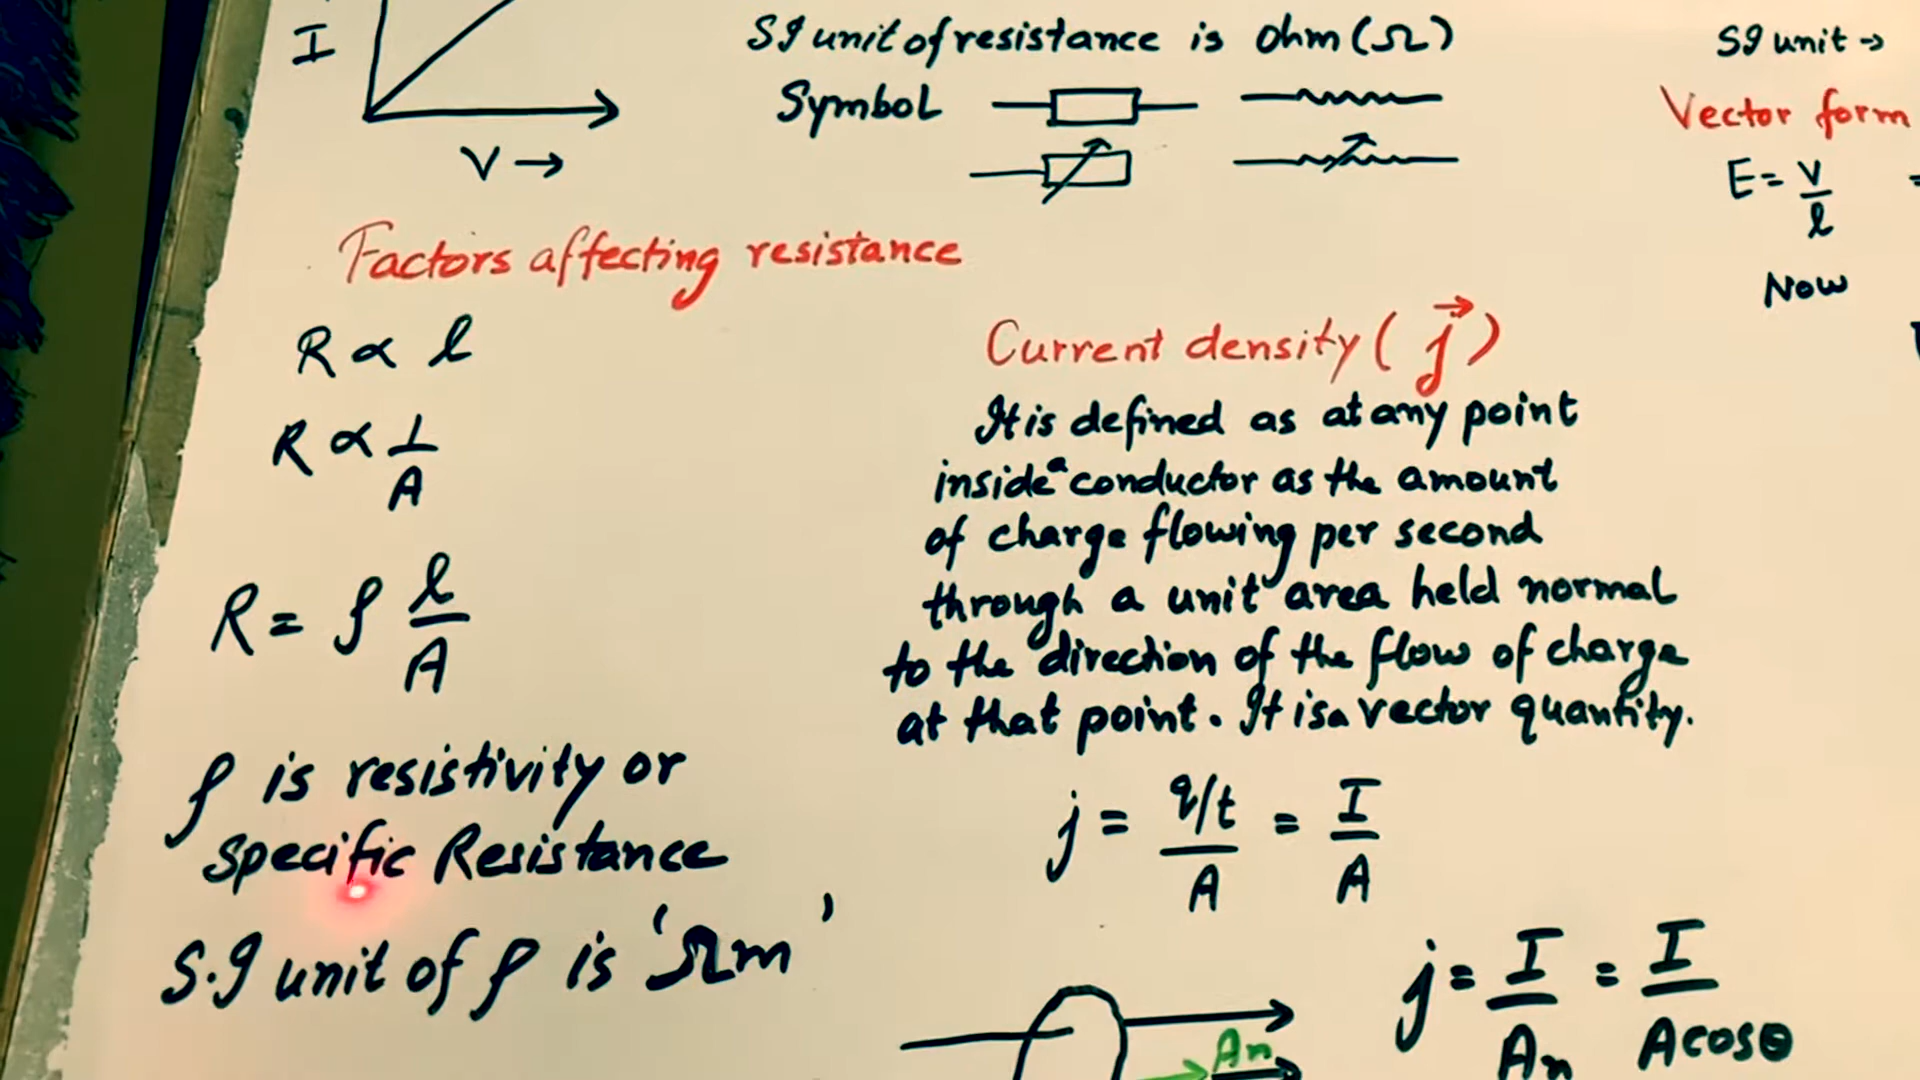 I
V →
SI unit of resistance is Ohm (Ω)
Symbol
Factors affecting resistance
R ∝ l
R ∝ 1/A
R = ρ l/A
ρ is resistivity or
Specific Resistance
S.I unit of ρ is 'Ωm'
Current density ( j⃗ )
It is defined as at any point
inside a conductor as the amount
of charge flowing per second
through a unit area held normal
to the direction of the flow of charge
at that point. It is a vector quantity.
j = q/t / A = I/A
j = I/An = I/A cosθ
An
SI unit →
Vector form
E = V/l =
Now